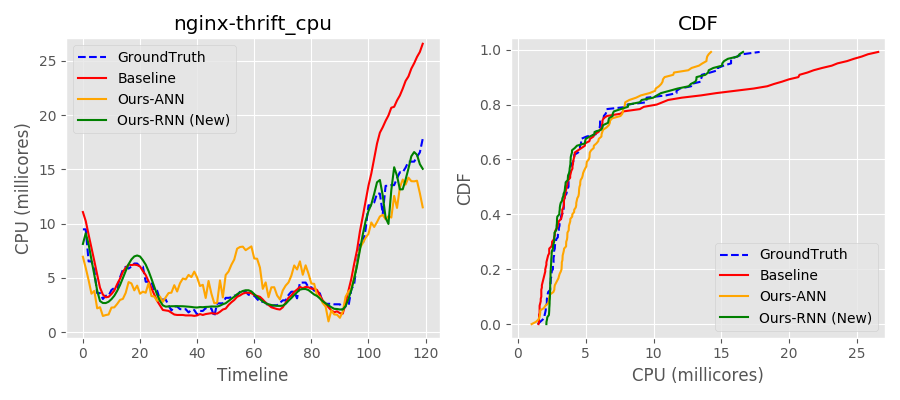 nginx-thrift_cpu
GroundTruth
Baseline
Ours-ANN
Ours-RNN (New)
CPU (millicores)
25
20
15
10
5
0
0
20
40
60
80
100
120
Timeline
CDF
CDF
1.0
0.8
0.6
0.4
0.2
0.0
GroundTruth
Baseline
Ours-ANN
Ours-RNN (New)
0
5
10
15
20
25
CPU (millicores)